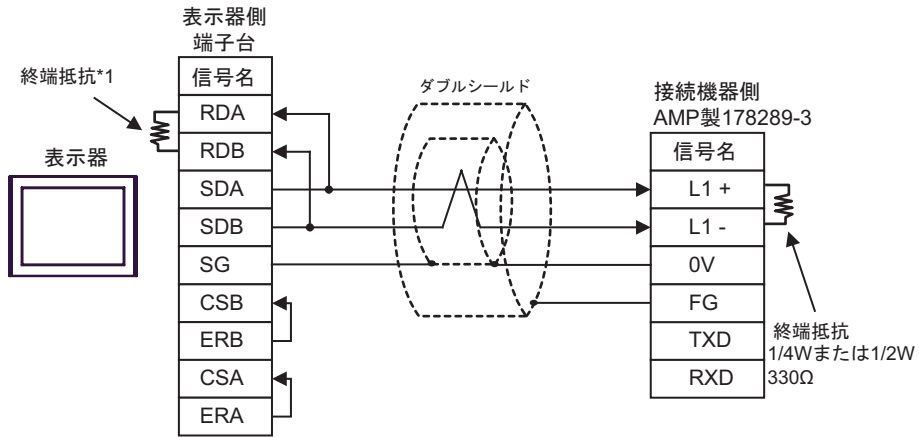 表示器側
端子台
終端抵抗*1
表示器
信号名
RDA
RDB
SDA
SDB
SG
CSB
ERB
CSA
ERA
ダブルシールド
接続機器側
AMP製178289-3
信号名
L1 +
L1 -
0V
FG
TXD
RXD
終端抵抗
1/4Wまたは1/2W
330Ω